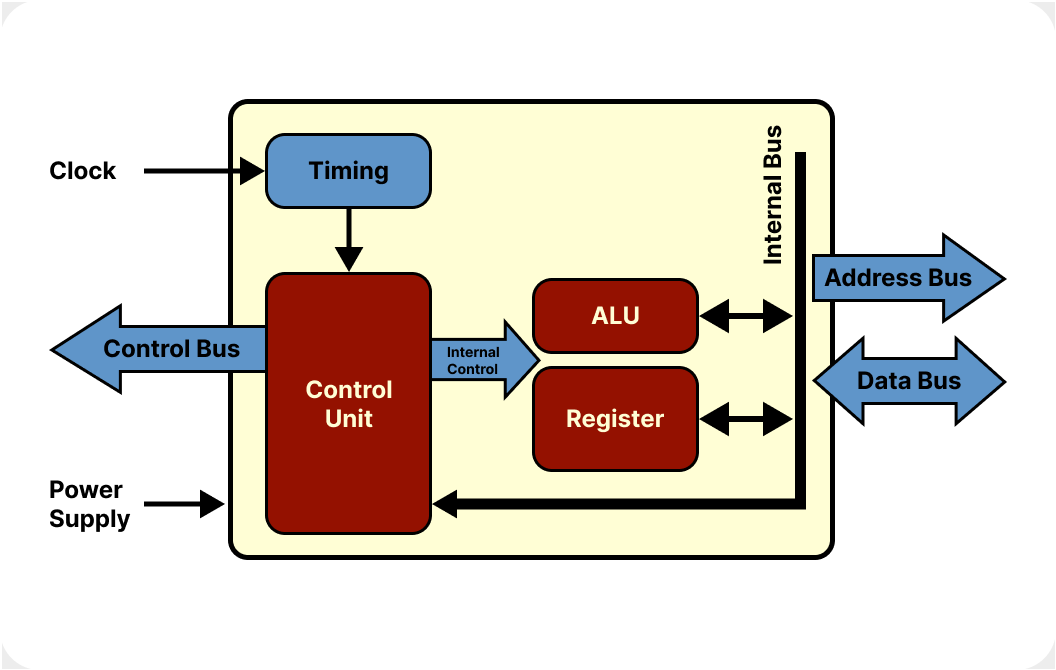 Clock
Timing
Internal Bus
Address Bus
Control Bus
Internal
Control
ALU
Data Bus
Control
Unit
Register
Power
Supply